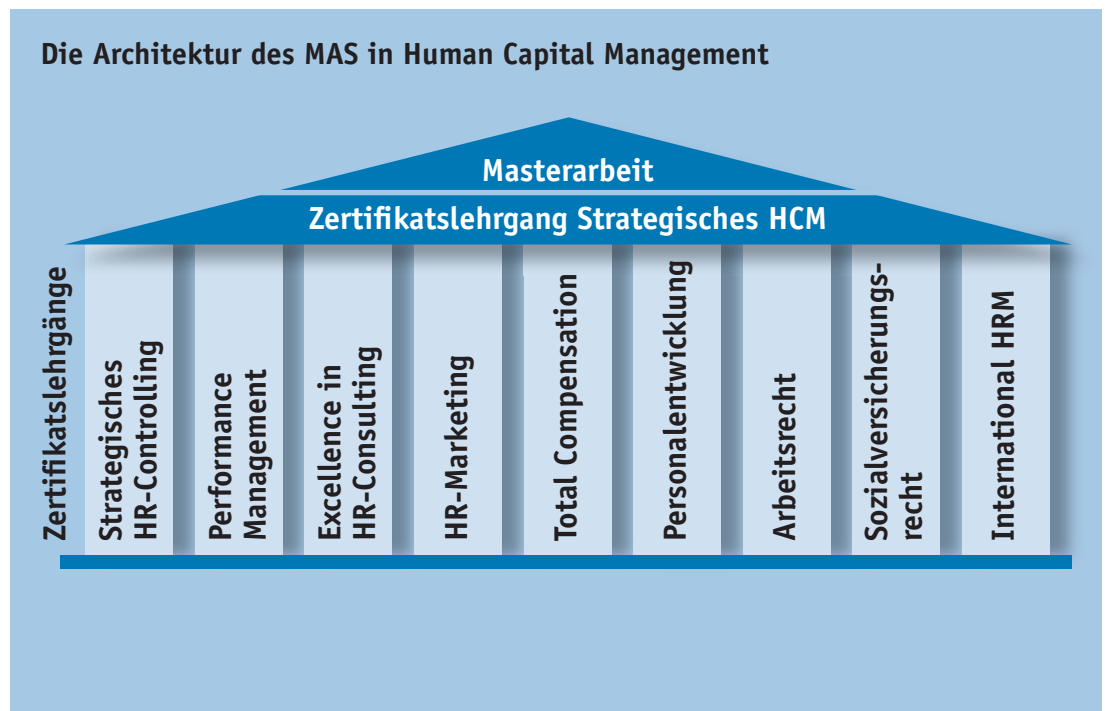 Die Architektur des MAS in Human Capital Management
Masterarbeit
Zertifikatslehrgang Strategisches HCM
Zertifikatslehrgänge
Strategisches
HR-Controlling
Performance
Management
Excellence in
HR-Consulting
HR-Marketing
Total Compensation
Personalentwicklung
Arbeitsrecht
Sozialversicherungs-
recht
International HRM